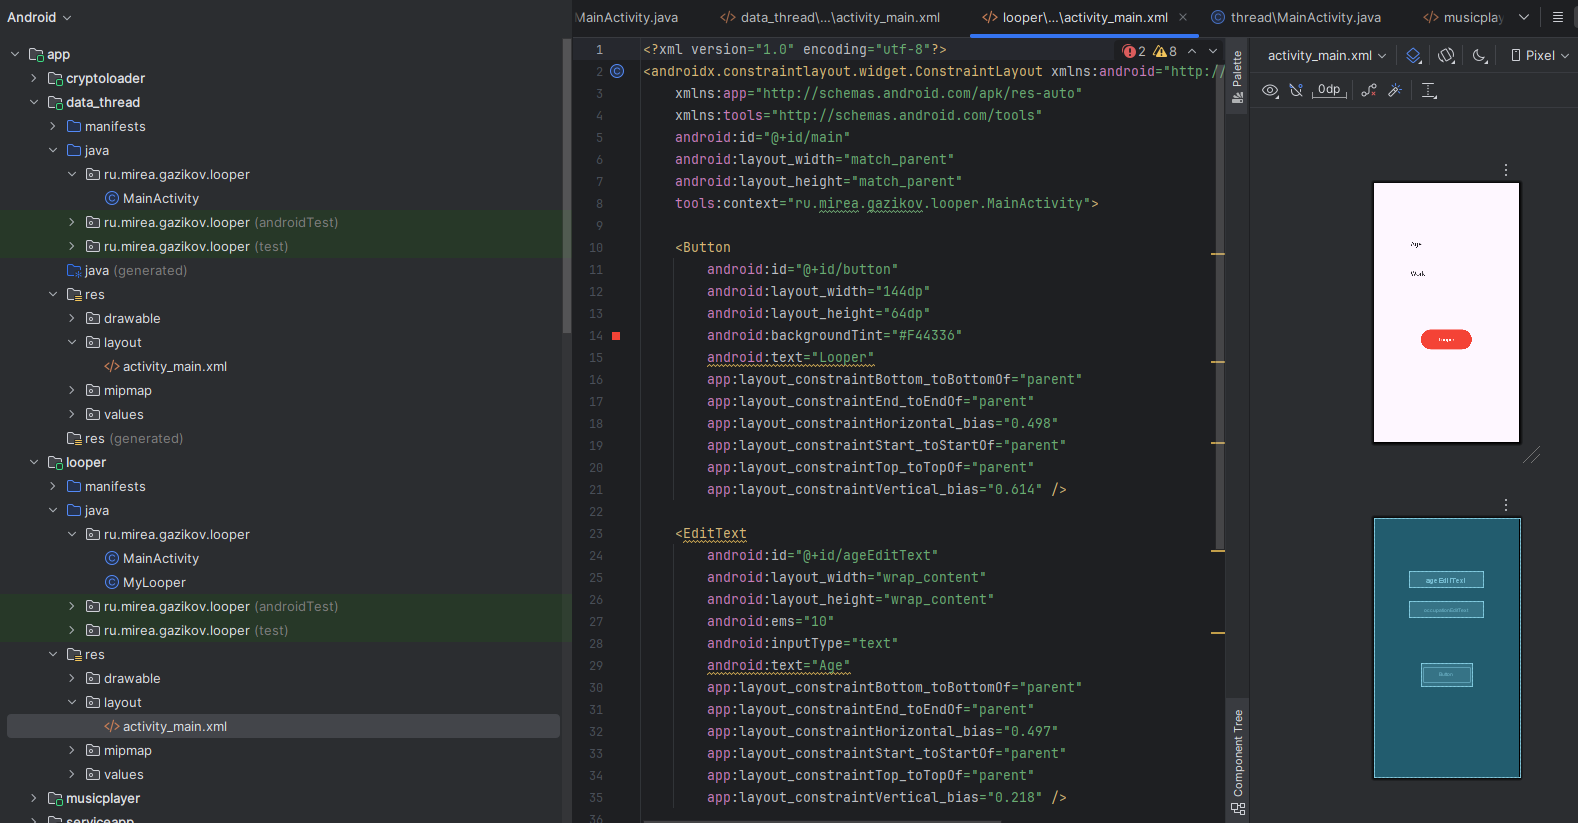 Android
app
cryptoloader
data_thread
manifests
java
ru.mirea.gazikov.looper
MainActivity
ru.mirea.gazikov.looper (androidTest)
ru.mirea.gazikov.looper (test)
java (generated)
res
drawable
layout
activity_main.xml
mipmap
values
res (generated)
looper
manifests
java
ru.mirea.gazikov.looper
MainActivity
MyLooper
ru.mirea.gazikov.looper (androidTest)
ru.mirea.gazikov.looper (test)
res
drawable
layout
activity_main.xml
mipmap
values
musicplayer
serviceapp
MainActivity.java
data_thread\...\activity_main.xml
looper\...\activity_main.xml
thread\MainActivity.java
musicplay
2 8
1 <?xml version="1.0" encoding="utf-8"?>
2 <androidx.constraintlayout.widget.ConstraintLayout xmlns:android="http://
3 xmlns:app="http://schemas.android.com/apk/res-auto"
4 xmlns:tools="http://schemas.android.com/tools"
5 android:id="@+id/main"
6 android:layout_width="match_parent"
7 android:layout_height="match_parent"
8 tools:context="ru.mirea.gazikov.looper.MainActivity">
9
10 <Button
11 android:id="@+id/button"
12 android:layout_width="144dp"
13 android:layout_height="64dp"
14 android:backgroundTint="#F44336"
15 android:text="Looper"
16 app:layout_constraintBottom_toBottomOf="parent"
17 app:layout_constraintEnd_toEndOf="parent"
18 app:layout_constraintHorizontal_bias="0.498"
19 app:layout_constraintStart_toStartOf="parent"
20 app:layout_constraintTop_toTopOf="parent"
21 app:layout_constraintVertical_bias="0.614" />
22
23 <EditText
24 android:id="@+id/ageEditText"
25 android:layout_width="wrap_content"
26 android:layout_height="wrap_content"
27 android:ems="10"
28 android:inputType="text"
29 android:text="Age"
30 app:layout_constraintBottom_toBottomOf="parent"
31 app:layout_constraintEnd_toEndOf="parent"
32 app:layout_constraintHorizontal_bias="0.497"
33 app:layout_constraintStart_toStartOf="parent"
34 app:layout_constraintTop_toTopOf="parent"
35 app:layout_constraintVertical_bias="0.218" />
36
Palette
Component Tree
activity_main.xml
Pixel
0dp
Age
Work
Looper
ageEditText
occupationEditText
Button